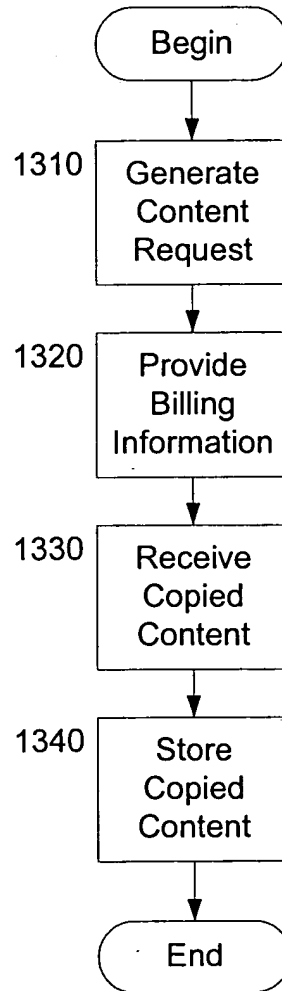 Begin
1310
Generate
Content
Request
1320
Provide
Billing
Information
1330
Receive
Copied
Content
1340
Store
Copied
Content
End